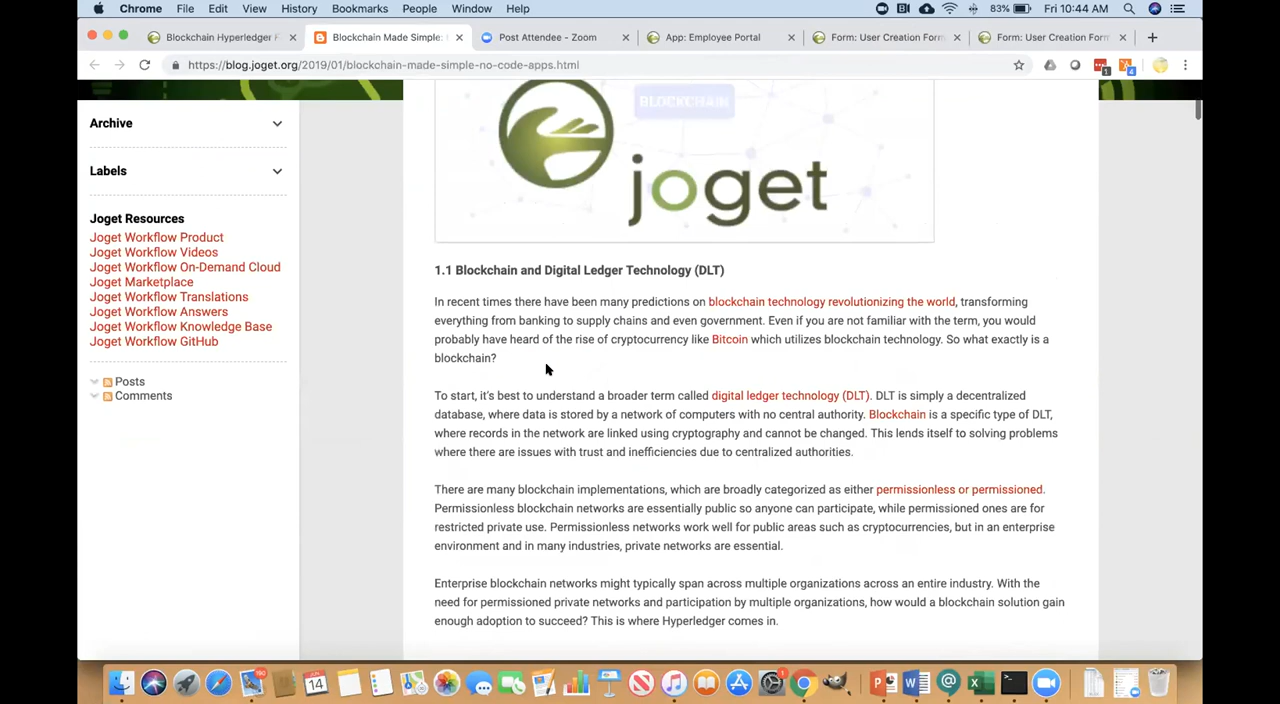 Chrome File Edit View History Bookmarks People Window Help
83% Fri 10:44 AM
Blockchain Hyperledger F
Blockchain Made Simple:
Post Attendee - Zoom
App: Employee Portal
Form: User Creation Form
Form: User Creation Form
https://blog.joget.org/2019/01/blockchain-made-simple-no-code-apps.html
1
4
Archive
Labels
Joget Resources
Joget Workflow Product
Joget Workflow Videos
Joget Workflow On-Demand Cloud
Joget Marketplace
Joget Workflow Translations
Joget Workflow Answers
Joget Workflow Knowledge Base
Joget Workflow GitHub
Posts
Comments
BLOCKCHAIN
joget
1.1 Blockchain and Digital Ledger Technology (DLT)
In recent times there have been many predictions on blockchain technology revolutionizing the world, transforming
everything from banking to supply chains and even government. Even if you are not familiar with the term, you would
probably have heard of the rise of cryptocurrency like Bitcoin which utilizes blockchain technology. So what exactly is a
blockchain?
To start, it's best to understand a broader term called digital ledger technology (DLT). DLT is simply a decentralized
database, where data is stored by a network of computers with no central authority. Blockchain is a specific type of DLT,
where records in the network are linked using cryptography and cannot be changed. This lends itself to solving problems
where there are issues with trust and inefficiencies due to centralized authorities.
There are many blockchain implementations, which are broadly categorized as either permissionless or permissioned.
Permissionless blockchain networks are essentially public so anyone can participate, while permissioned ones are for
restricted private use. Permissionless networks work well for public areas such as cryptocurrencies, but in an enterprise
environment and in many industries, private networks are essential.
Enterprise blockchain networks might typically span across multiple organizations across an entire industry. With the
need for permissioned private networks and participation by multiple organizations, how would a blockchain solution gain
enough adoption to succeed? This is where Hyperledger comes in.
14